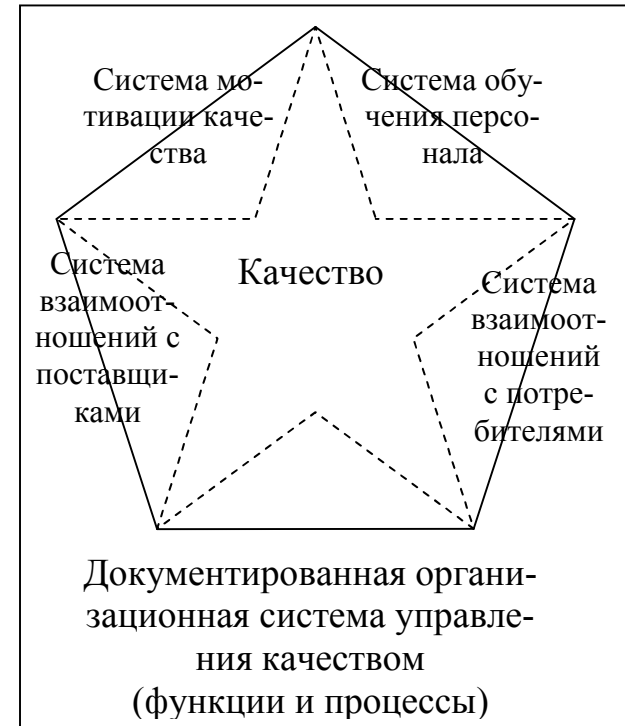 Система мо-
тивации каче-
ства
Система обу-
чения персо-
нала
Качество
Система
взаимоот-
ношений с
поставщи-
ками
Система
взаимоот-
ношений
с потре-
бителями
Документированная органи-
зационная система управле-
ния качеством
(функции и процессы)